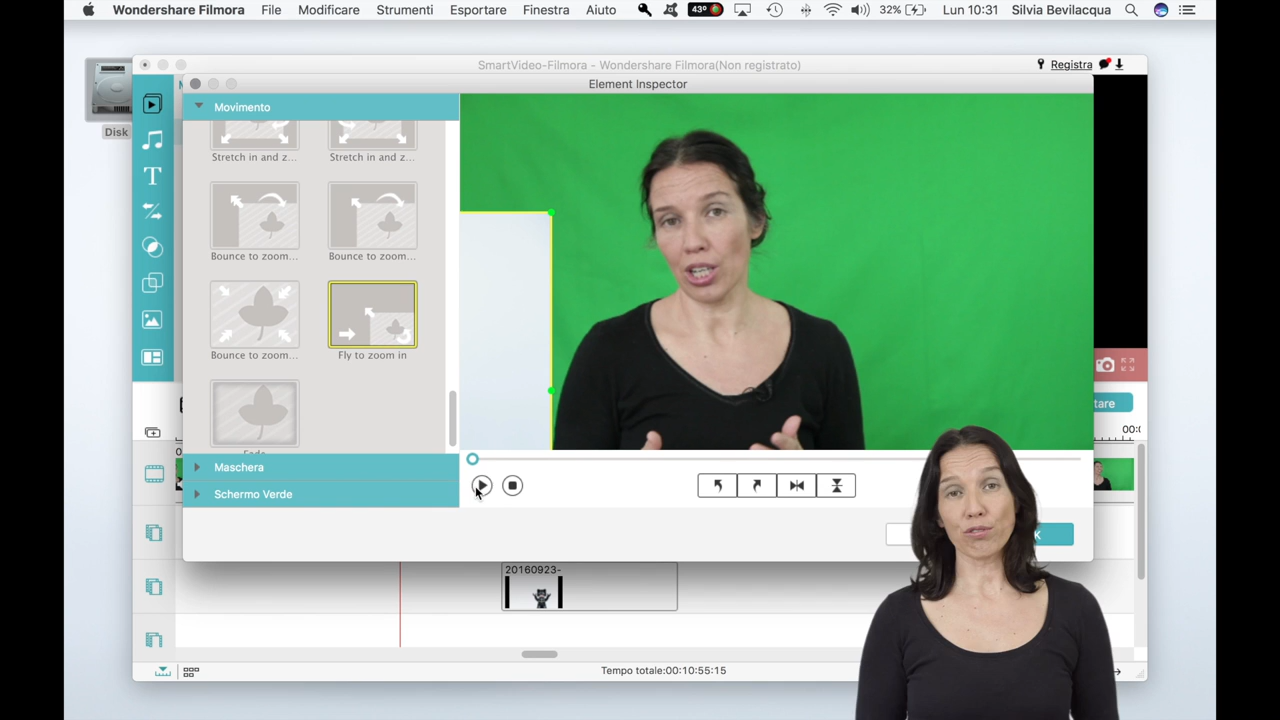 Wondershare Filmora File Modificare Strumenti Esportare Finestra Aiuto 43° 32% Lun 10:31 Silvia Bevilacqua
SmartVideo-Filmora - Wondershare Filmora(Non registrato) Registra
Element Inspector
Movimento
Disk
Stretch in and z... Stretch in and z...
Bounce to zoom... Bounce to zoom...
Bounce to zoom... Fly to zoom in
tare
00:0
Maschera
Schermo Verde
K
20160923-
Tempo totale:00:10:55:15